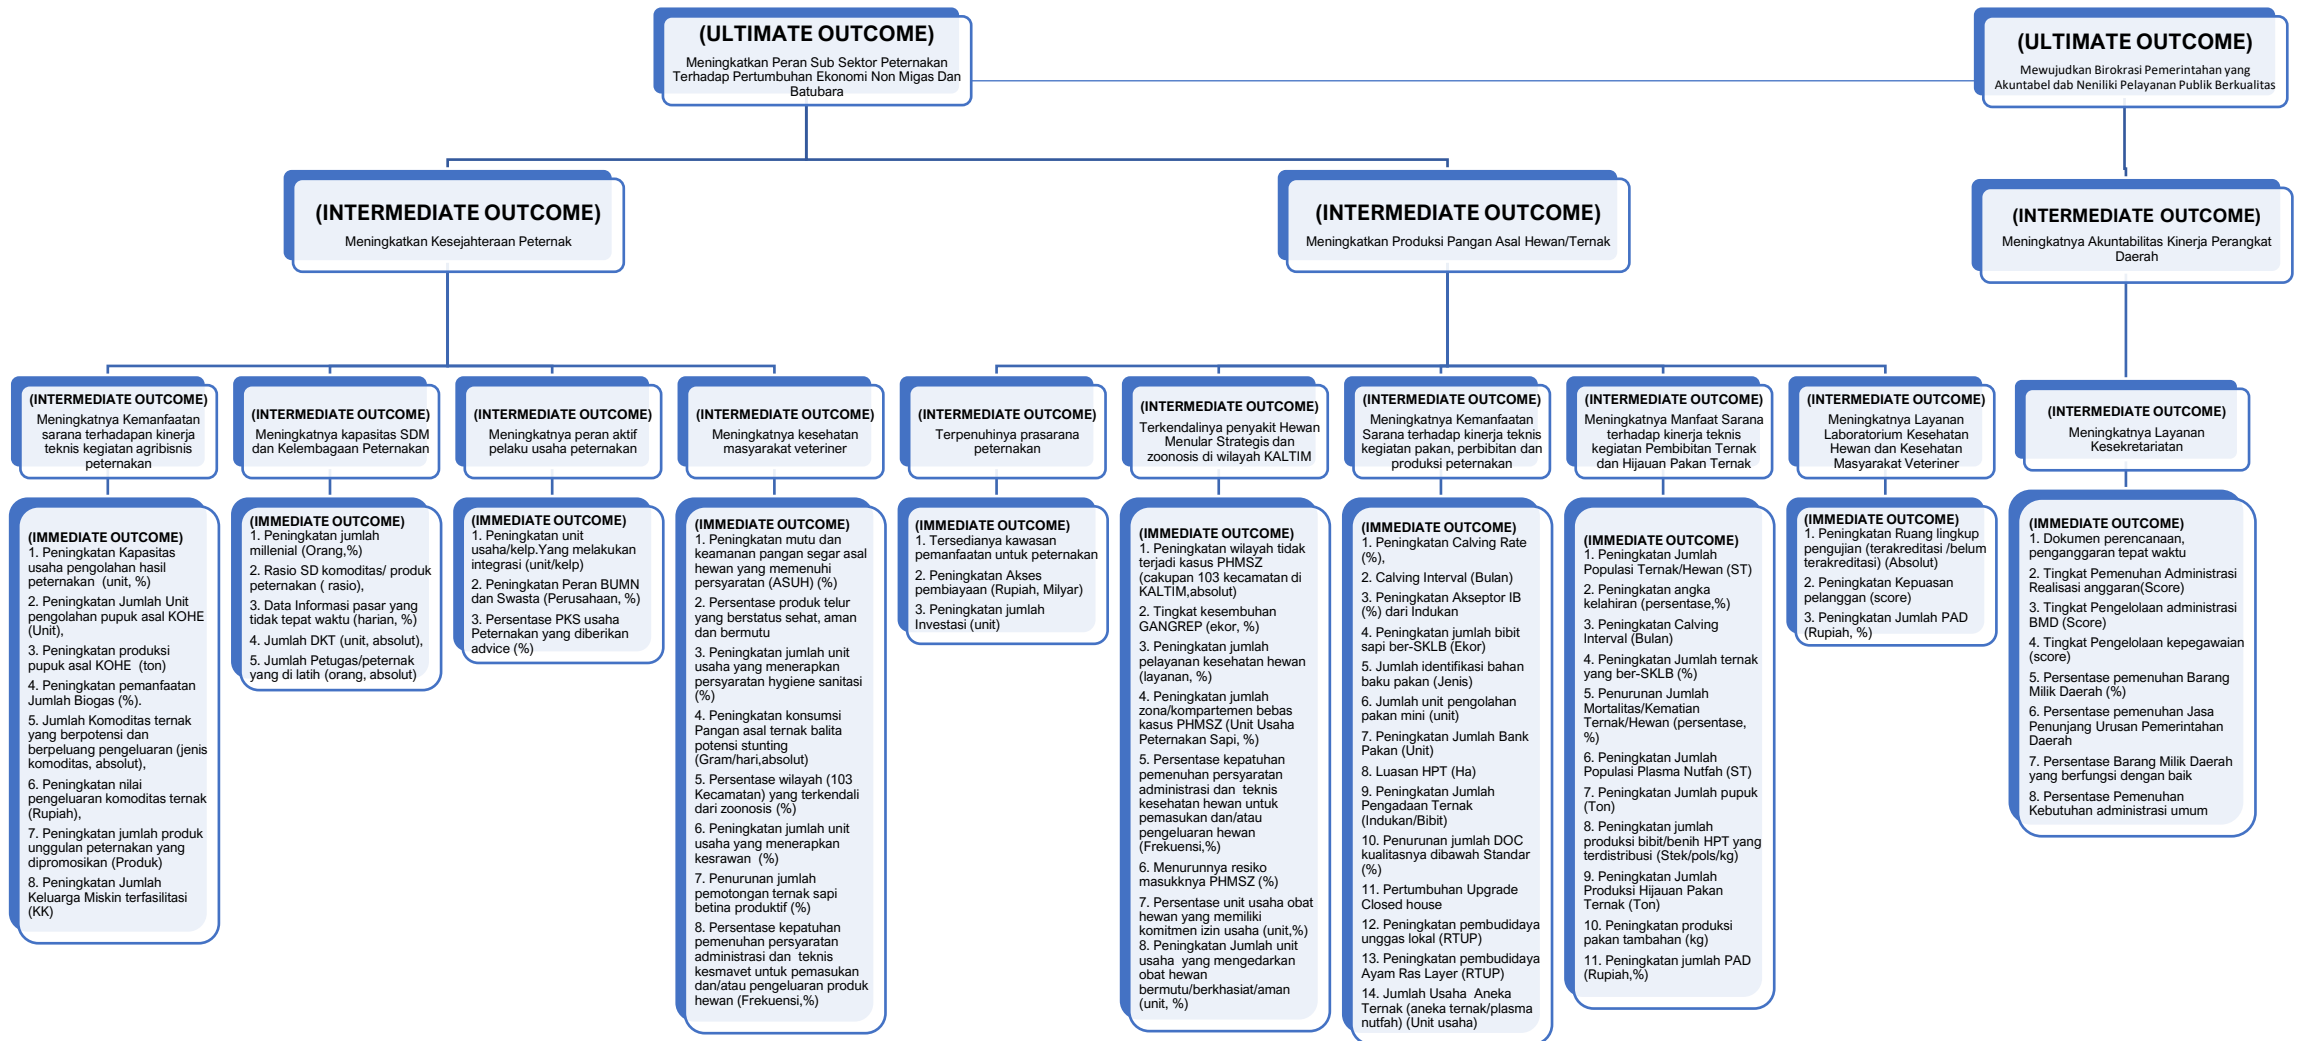 (ULTIMATE OUTCOME)
Meningkatkan Peran Sub Sektor Peternakan
Terhadap Pertumbuhan Ekonomi Non Migas Dan
Batubara
(ULTIMATE OUTCOME)
Mewujudkan Birokrasi Pemerintahan yang
Akuntabel dab Neniliki Pelayanan Publik Berkualitas
(INTERMEDIATE OUTCOME)
Meningkatkan Kesejahteraan Peternak
(INTERMEDIATE OUTCOME)
Meningkatkan Produksi Pangan Asal Hewan/Ternak
(INTERMEDIATE OUTCOME)
Meningkatnya Akuntabilitas Kinerja Perangkat
Daerah
(INTERMEDIATE OUTCOME)
Meningkatnya Kemanfaatan
sarana terhadapan kinerja
teknis kegiatan agribisnis
peternakan
(INTERMEDIATE OUTCOME)
Meningkatnya kapasitas SDM
dan Kelembagaan Peternakan
(INTERMEDIATE OUTCOME)
Meningkatnya peran aktif
pelaku usaha peternakan
(INTERMEDIATE OUTCOME)
Meningkatnya kesehatan
masyarakat veteriner
(INTERMEDIATE OUTCOME)
Terpenuhinya prasarana
peternakan
(INTERMEDIATE OUTCOME)
Terkendalinya penyakit Hewan
Menular Strategis dan
zoonosis di wilayah KALTIM
(INTERMEDIATE OUTCOME)
Meningkatnya Kemanfaatan
Sarana terhadap kinerja teknis
kegiatan pakan, perbibitan dan
produksi peternakan
(INTERMEDIATE OUTCOME)
Meningkatnya Manfaat Sarana
terhadap kinerja teknis
kegiatan Pembibitan Ternak
dan Hijauan Pakan Ternak
(INTERMEDIATE OUTCOME)
Meningkatnya Layanan
Laboratorium Kesehatan
Hewan dan Kesehatan
Masyarakat Veteriner
(INTERMEDIATE OUTCOME)
Meningkatnya Layanan
Kesekretariatan
(IMMEDIATE OUTCOME)
1. Peningkatan Kapasitas
usaha pengolahan hasil
peternakan (unit, %)
2. Peningkatan Jumlah Unit
pengolahan pupuk asal KOHE
(Unit),
3. Peningkatan produksi
pupuk asal KOHE (ton)
4. Peningkatan pemanfaatan
Jumlah Biogas (%).
5. Jumlah Komoditas ternak
yang berpotensi dan
berpeluang pengeluaran (jenis
komoditas, absolut),
6. Peningkatan nilai
pengeluaran komoditas ternak
(Rupiah),
7. Peningkatan jumlah produk
unggulan peternakan yang
dipromosikan (Produk)
8. Peningkatan Jumlah
Keluarga Miskin terfasilitasi
(KK)
(IMMEDIATE OUTCOME)
1. Peningkatan jumlah
millenial (Orang,%)
2. Rasio SD komoditas/ produk
peternakan ( rasio),
3. Data Informasi pasar yang
tidak tepat waktu (harian, %)
4. Jumlah DKT (unit, absolut),
5. Jumlah Petugas/peternak
yang di latih (orang, absolut)
(IMMEDIATE OUTCOME)
1. Peningkatan unit
usaha/kelp.Yang melakukan
integrasi (unit/kelp)
2. Peningkatan Peran BUMN
dan Swasta (Perusahaan, %)
3. Persentase PKS usaha
Peternakan yang diberikan
advice (%)
(IMMEDIATE OUTCOME)
1. Peningkatan mutu dan
keamanan pangan segar asal
hewan yang memenuhi
persyaratan (ASUH) (%)
2. Persentase produk telur
yang berstatus sehat, aman
dan bermutu
3. Peningkatan jumlah unit
usaha yang menerapkan
persyaratan hygiene sanitasi
(%)
4. Peningkatan konsumsi
Pangan asal ternak balita
potensi stunting
(Gram/hari,absolut)
5. Persentase wilayah (103
Kecamatan) yang terkendali
dari zoonosis (%)
6. Peningkatan jumlah unit
usaha yang menerapkan
kesrawan (%)
7. Penurunan jumlah
pemotongan ternak sapi
betina produktif (%)
8. Persentase kepatuhan
pemenuhan persyaratan
administrasi dan teknis
kesmavet untuk pemasukan
dan/atau pengeluaran produk
hewan (Frekuensi,%)
(IMMEDIATE OUTCOME)
1. Tersedianya kawasan
pemanfaatan untuk peternakan
2. Peningkatan Akses
pembiayaan (Rupiah, Milyar)
3. Peningkatan jumlah
Investasi (unit)
(IMMEDIATE OUTCOME)
1. Peningkatan wilayah tidak
terjadi kasus PHMSZ
(cakupan 103 kecamatan di
KALTIM,absolut)
2. Tingkat kesembuhan
GANGREP (ekor, %)
3. Peningkatan jumlah
pelayanan kesehatan hewan
(layanan, %)
4. Peningkatan jumlah
zona/kompartemen bebas
kasus PHMSZ (Unit Usaha
Peternakan Sapi, %)
5. Persentase kepatuhan
pemenuhan persyaratan
administrasi dan teknis
kesehatan hewan untuk
pemasukan dan/atau
pengeluaran hewan
(Frekuensi,%)
6. Menurunnya resiko
masukknya PHMSZ (%)
7. Persentase unit usaha obat
hewan yang memiliki
komitmen izin usaha (unit,%)
8. Peningkatan Jumlah unit
usaha yang mengedarkan
obat hewan
bermutu/berkhasiat/aman
(unit, %)
(IMMEDIATE OUTCOME)
1. Peningkatan Calving Rate
(%),
2. Calving Interval (Bulan)
3. Peningkatan Akseptor IB
(%) dari Indukan
4. Peningkatan jumlah bibit
sapi ber-SKLB (Ekor)
5. Jumlah identifikasi bahan
baku pakan (Jenis)
6. Jumlah unit pengolahan
pakan mini (unit)
7. Peningkatan Jumlah Bank
Pakan (Unit)
8. Luasan HPT (Ha)
9. Peningkatan Jumlah
Pengadaan Ternak
(Indukan/Bibit)
10. Penurunan jumlah DOC
kualitasnya dibawah Standar
(%)
11. Pertumbuhan Upgrade
Closed house
12. Peningkatan pembudidaya
unggas lokal (RTUP)
13. Peningkatan pembudidaya
Ayam Ras Layer (RTUP)
14. Jumlah Usaha Aneka
Ternak (aneka ternak/plasma
nutfah) (Unit usaha)
(IMMEDIATE OUTCOME)
1. Peningkatan Jumlah
Populasi Ternak/Hewan (ST)
2. Peningkatan angka
kelahiran (persentase,%)
3. Peningkatan Calving
Interval (Bulan)
4. Peningkatan Jumlah ternak
yang ber-SKLB (%)
5. Penurunan Jumlah
Mortalitas/Kematian
Ternak/Hewan (persentase,
%)
6. Peningkatan Jumlah
Populasi Plasma Nutfah (ST)
7. Peningkatan Jumlah pupuk
(Ton)
8. Peningkatan jumlah
produksi bibit/benih HPT yang
terdistribusi (Stek/pols/kg)
9. Peningkatan Jumlah
Produksi Hijauan Pakan
Ternak (Ton)
10. Peningkatan produksi
pakan tambahan (kg)
11. Peningkatan jumlah PAD
(Rupiah,%)
(IMMEDIATE OUTCOME)
1. Peningkatan Ruang lingkup
pengujian (terakreditasi /belum
terakreditasi) (Absolut)
2. Peningkatan Kepuasan
pelanggan (score)
3. Peningkatan Jumlah PAD
(Rupiah, %)
(IMMEDIATE OUTCOME)
1. Dokumen perencanaan,
penganggaran tepat waktu
2. Tingkat Pemenuhan Administrasi
Realisasi anggaran(Score)
3. Tingkat Pengelolaan administrasi
BMD (Score)
4. Tingkat Pengelolaan kepegawaian
(score)
5. Persentase pemenuhan Barang
Milik Daerah (%)
6. Persentase pemenuhan Jasa
Penunjang Urusan Pemerintahan
Daerah
7. Persentase Barang Milik Daerah
yang berfungsi dengan baik
8. Persentase Pemenuhan
Kebutuhan administrasi umum